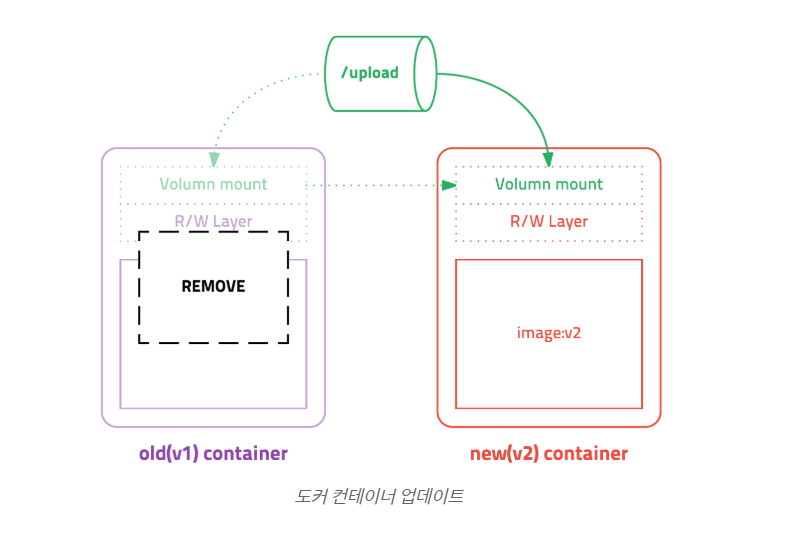 /upload
Volumn mount
Volumn mount
R/W Layer
R/W Layer
REMOVE
image:v2
old(v1) container
new(v2) container
도커 컨테이너 업데이트